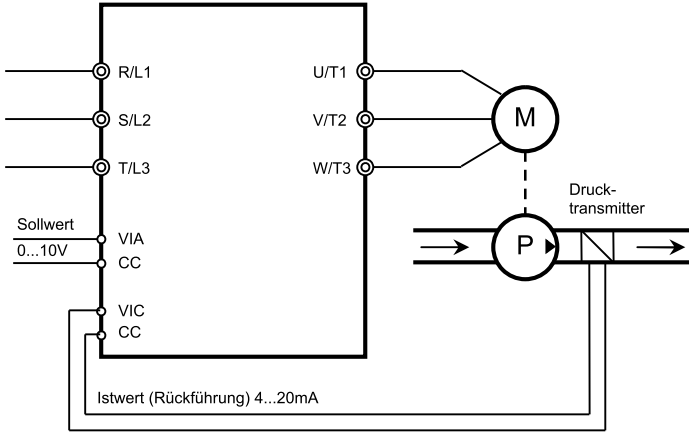 R/L1
U/T1
S/L2
V/T2
M
T/L3
W/T3
Druck-
transmitter
Sollwert
VIA
0...10V
CC
P
VIC
CC
Istwert (Rückführung) 4...20mA